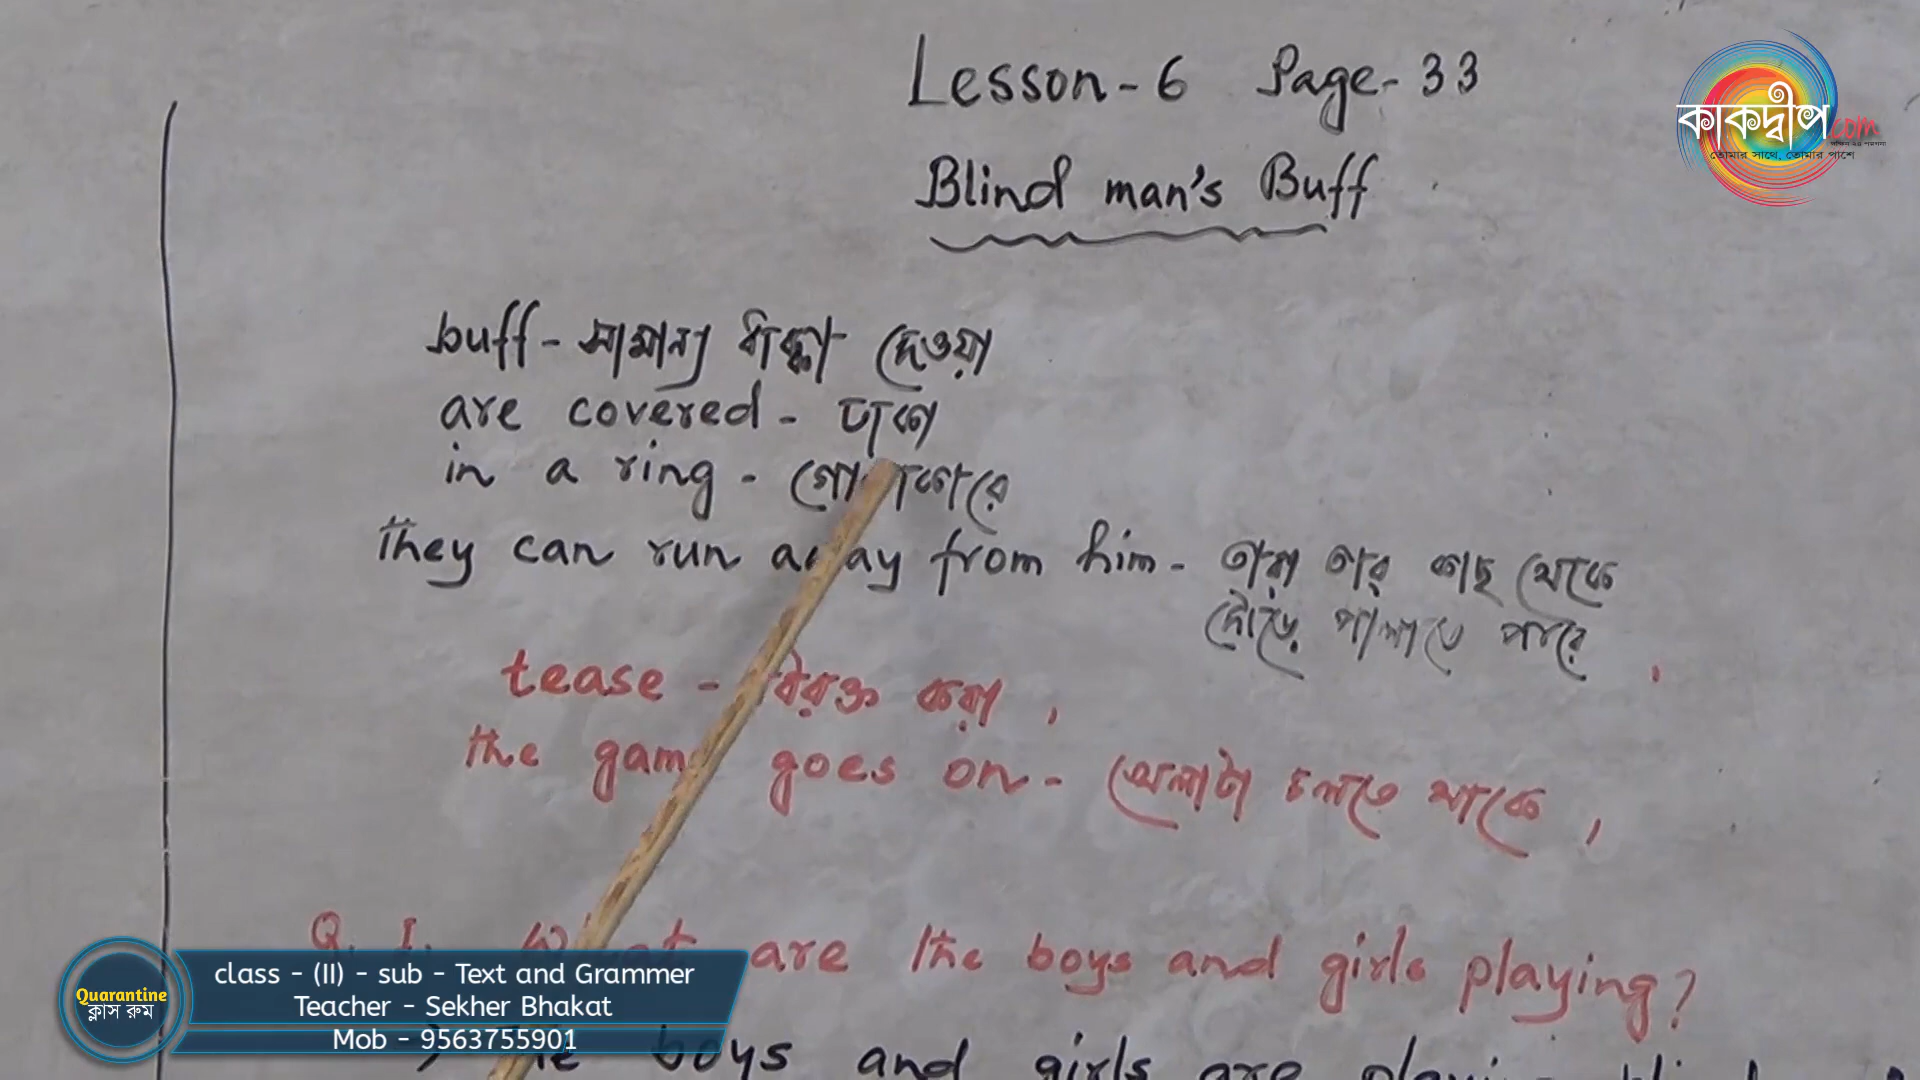 Lesson - 6 Page - 33
Blind man's Buff
কাকদ্বীপ.com
তোমার সাথে, তোমার পাশে
buff - সামান্য ধাক্কা দেওয়া
are covered - ঢাকা
in a ring -
they can run away from him - তারা তার কাছ থেকে
দৌড়ে পালাতে পারে
tease - বিরক্ত করা,
the game goes on - খেলাটা চলতে থাকে,
Q. 1. What are the boys and girls playing?
boys and girls are
class - (II) - sub - Text and Grammer
Teacher - Sekher Bhakat
Mob - 9563755901
Quarantine
ক্লাস রুম